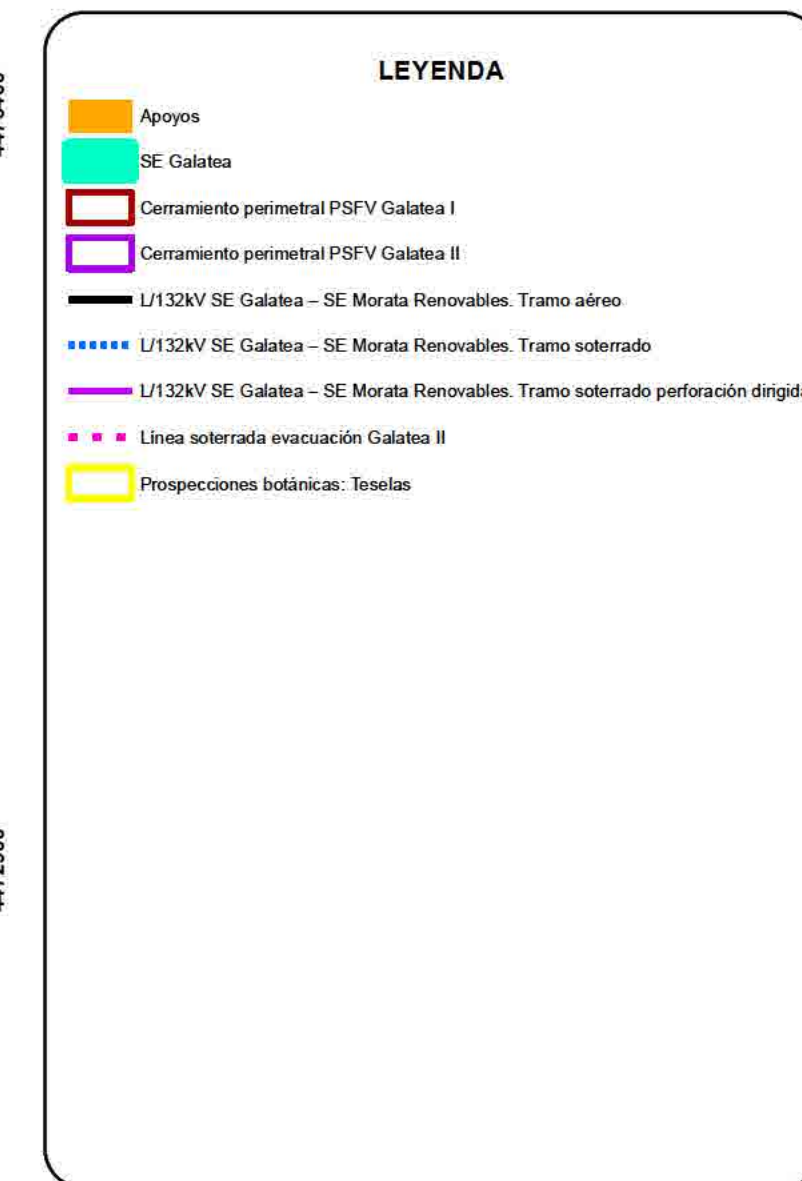 LEYENDA
Apoyos
SE Galatea
Cerramiento perimetral PSFV Galatea I
Cerramiento perimetral PSFV Galatea II
L/132kV SE Galatea – SE Morata Renovables. Tramo aéreo
L/132kV SE Galatea – SE Morata Renovables. Tramo soterrado
L/132kV SE Galatea – SE Morata Renovables. Tramo soterrado perforación dirigida
Línea soterrada evacuación Galatea II
Prospecciones botánicas: Teselas